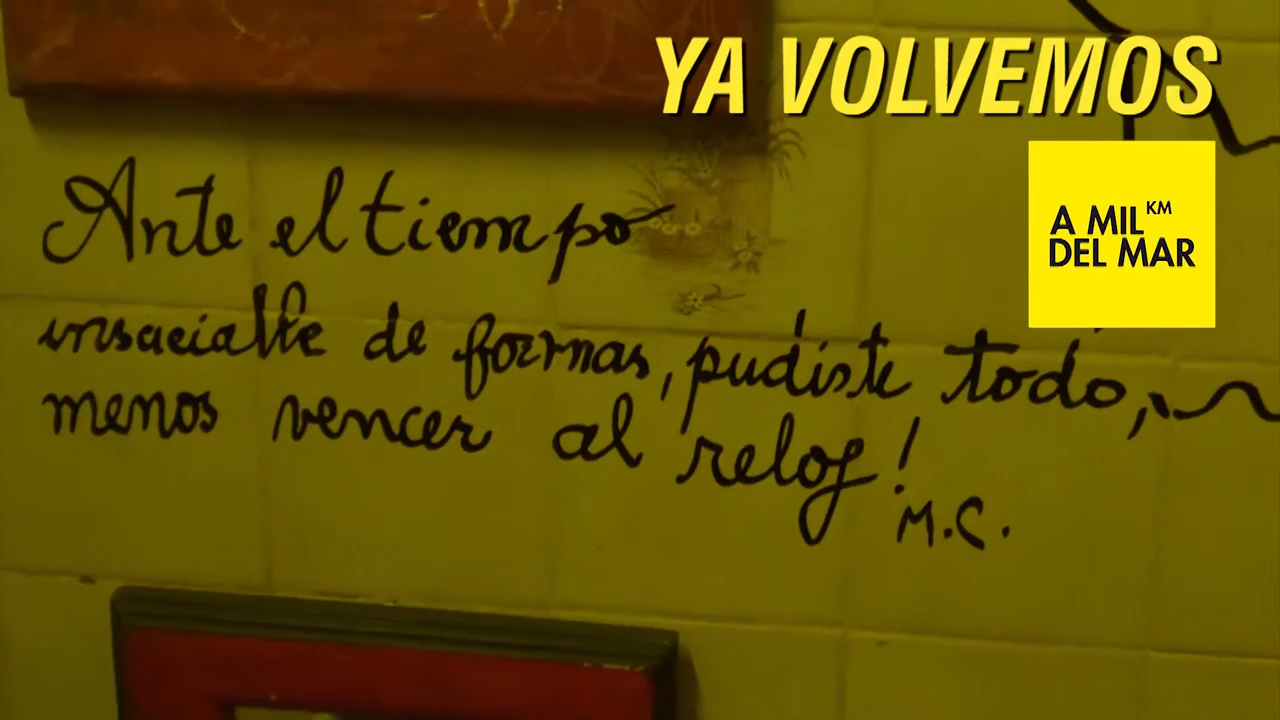 YA VOLVEMOS
A MIL KM
DEL MAR
Ante el tiempo
insaciable de formas, pudiste todo,
menos vencer al reloj!
M.C.